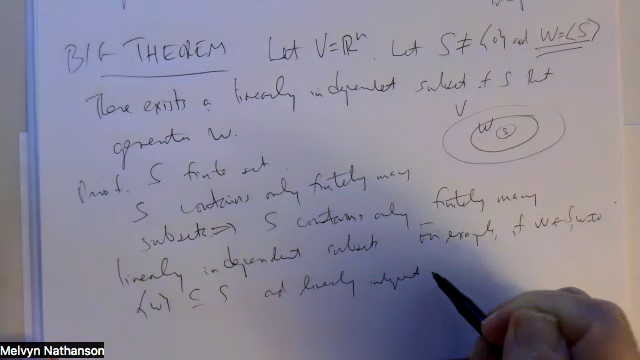 BIG THEOREM Let V=ℝⁿ. Let S≠{0} and W=⟨S⟩
There exists a linearly independent subset of S that
generates W.
V
W
S
Proof. S finite set
S contains only finitely many
subsets ⟹ S contains only finitely many
linearly independent subsets. For example, if w∈S, w≠0
{w} ⊆ S and linearly independent
Melvyn Nathanson